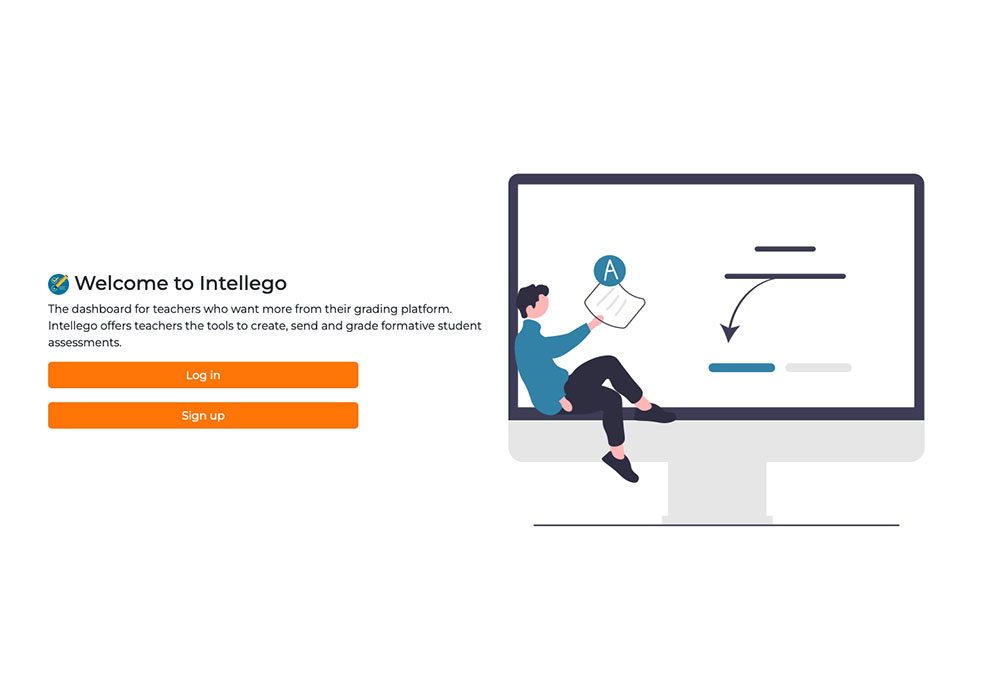 Welcome to Intellego
The dashboard for teachers who want more from their grading platform.
Intellego offers teachers the tools to create, send and grade formative student
assessments.
Log in
Sign up
A